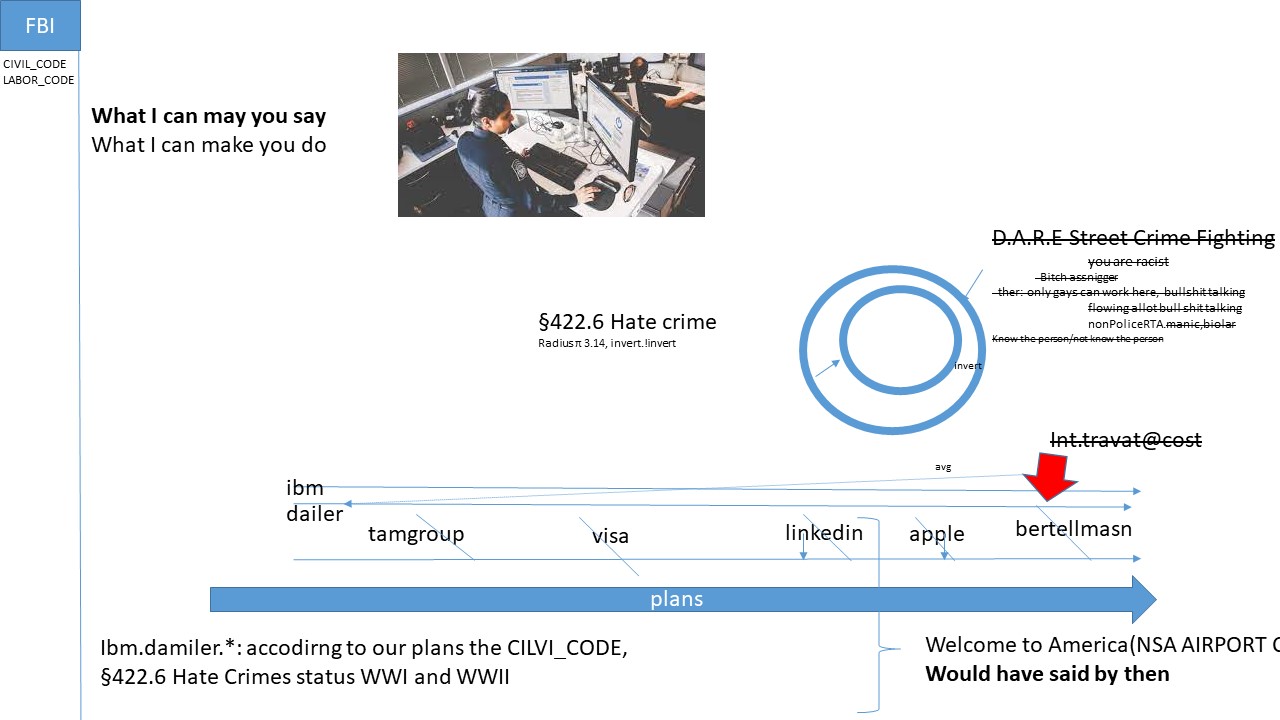 FBI
CIVIL_CODE
LABOR_CODE
What I can may you say
What I can make you do
D.A.R.E Street Crime Fighting
you are racist
Bitch assnigger
ther: only gays can work here, bullshit talking
flowing allot bull shit talking
nonPoliceRTA.manic,biolar
Know the person/not know the person
§422.6 Hate crime
Radius π 3.14, invert.!invert
invert
Int.travat@cost
avg
ibm
dailer
tamgroup
visa
linkedin
apple
bertellmasn
plans
Ibm.damiler.*: accodirng to our plans the CILVI_CODE,
§422.6 Hate Crimes status WWI and WWII
Welcome to America(NSA AIRPORT
Would have said by then